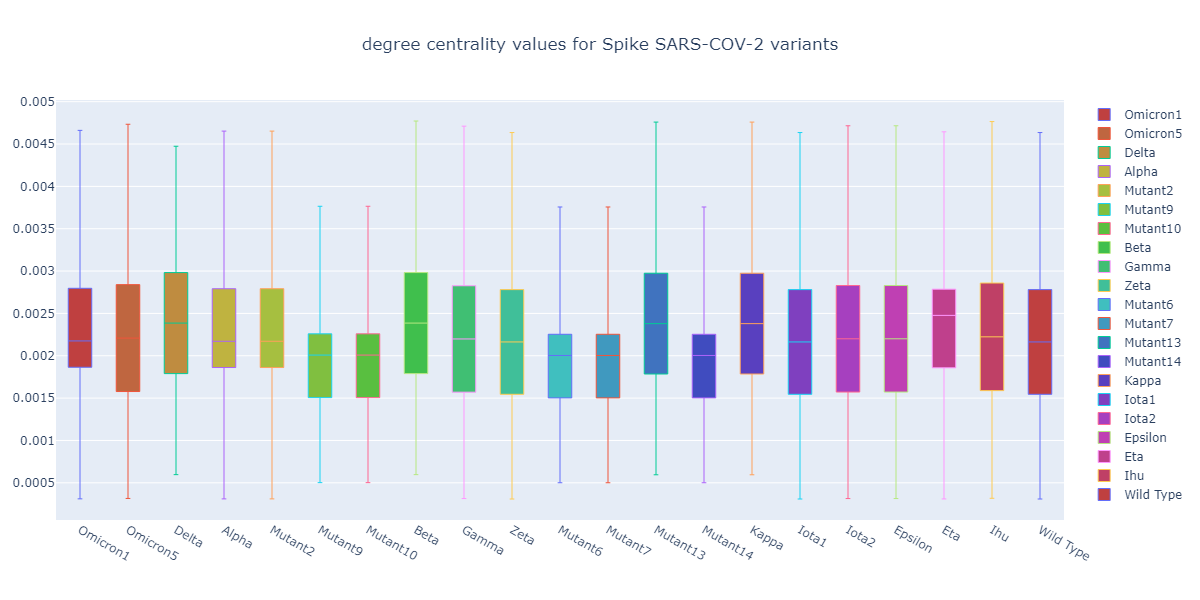 degree centrality values for Spike SARS-COV-2 variants
0.005
0.0045
0.004
0.0035
0.003
0.0025
0.002
0.0015
0.001
0.0005
Omicron1
Omicron5
Delta
Alpha
Mutant2
Mutant9
Mutant10
Beta
Gamma
Zeta
Mutant6
Mutant7
Mutant13
Mutant14
Kappa
Iota1
Iota2
Epsilon
Eta
Ihu
Wild Type
Omicron1
Omicron5
Delta
Alpha
Mutant2
Mutant9
Mutant10
Beta
Gamma
Zeta
Mutant6
Mutant7
Mutant13
Mutant14
Kappa
Iota1
Iota2
Epsilon
Eta
Ihu
Wild Type